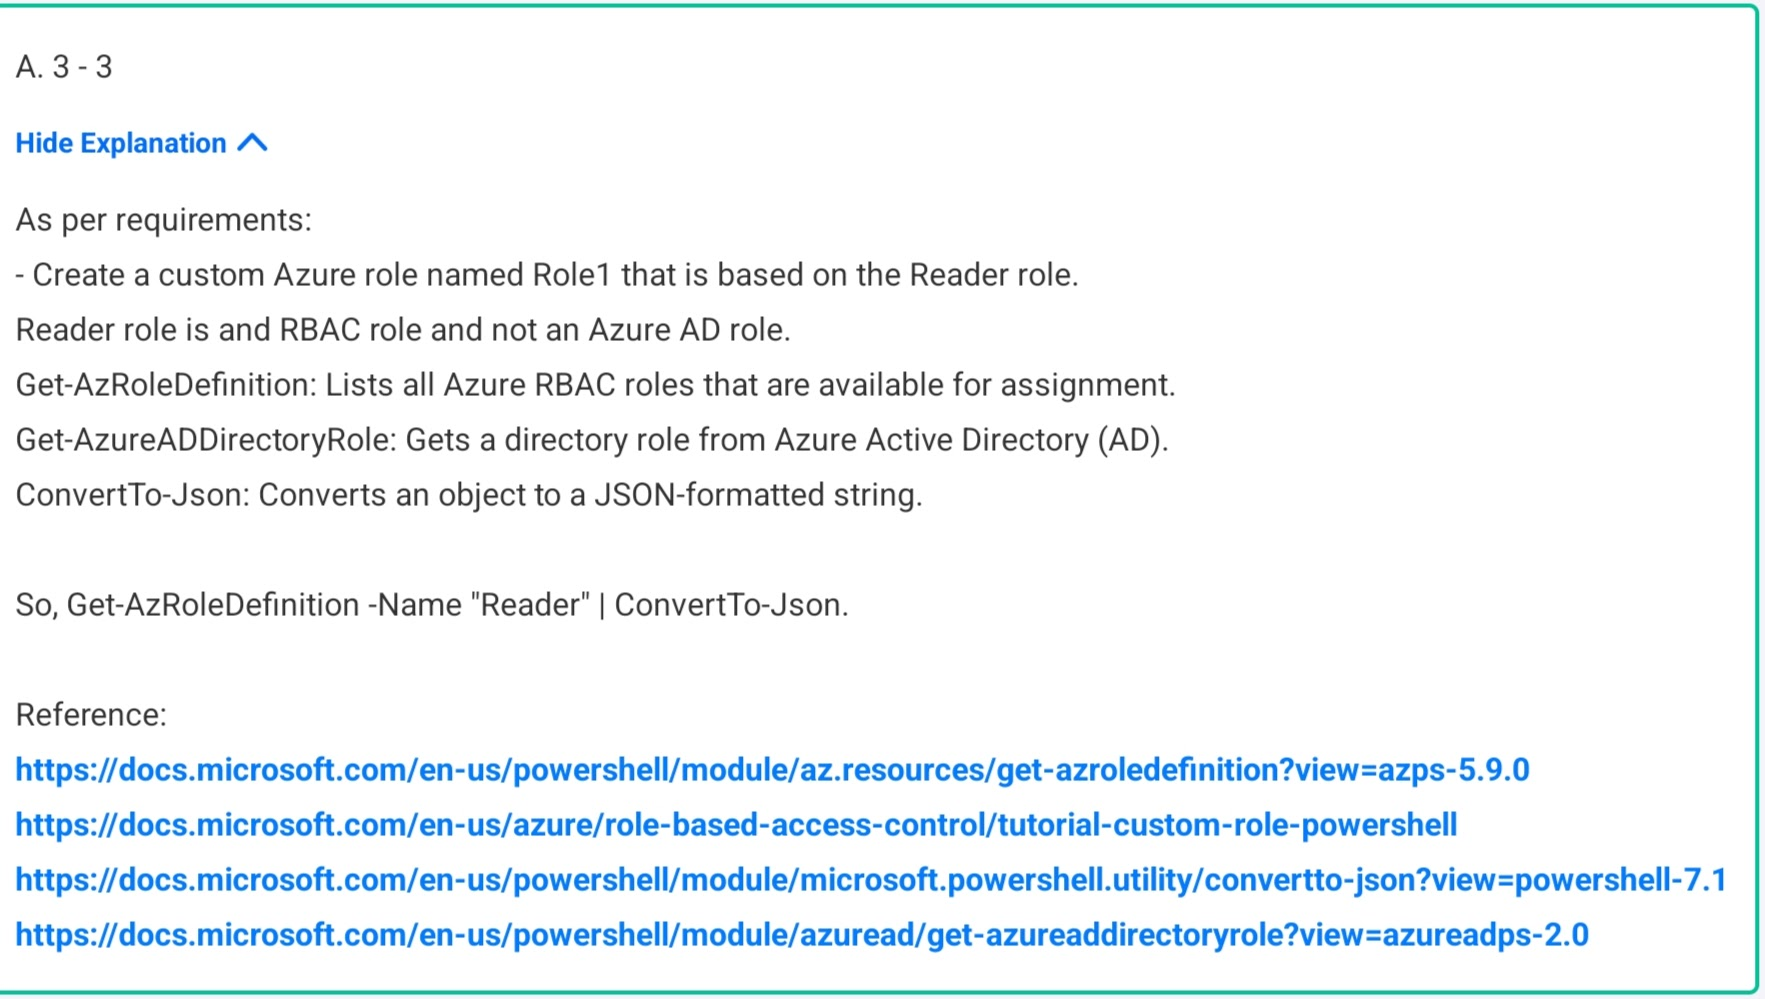 A. 3 - 3
Hide Explanation
As per requirements:
- Create a custom Azure role named Role1 that is based on the Reader role.
Reader role is and RBAC role and not an Azure AD role.
Get-AzRoleDefinition: Lists all Azure RBAC roles that are available for assignment.
Get-AzureADDirectoryRole: Gets a directory role from Azure Active Directory (AD).
ConvertTo-Json: Converts an object to a JSON-formatted string.
So, Get-AzRoleDefinition -Name "Reader" | ConvertTo-Json.
Reference:
https://docs.microsoft.com/en-us/powershell/module/az.resources/get-azroledefinition?view=azps-5.9.0
https://docs.microsoft.com/en-us/azure/role-based-access-control/tutorial-custom-role-powershell
https://docs.microsoft.com/en-us/powershell/module/microsoft.powershell.utility/convertto-json?view=powershell-7.1
https://docs.microsoft.com/en-us/powershell/module/azuread/get-azureaddirectoryrole?view=azureadps-2.0